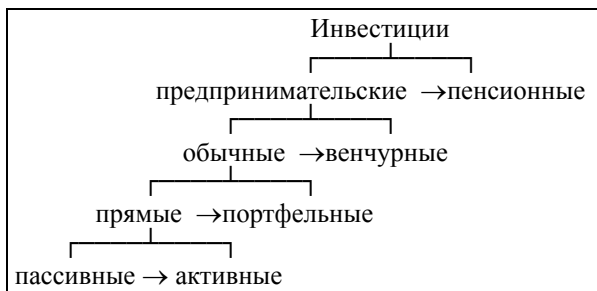 Инвестиции
предпринимательские →пенсионные
обычные →венчурные
прямые →портфельные
пассивные → активные